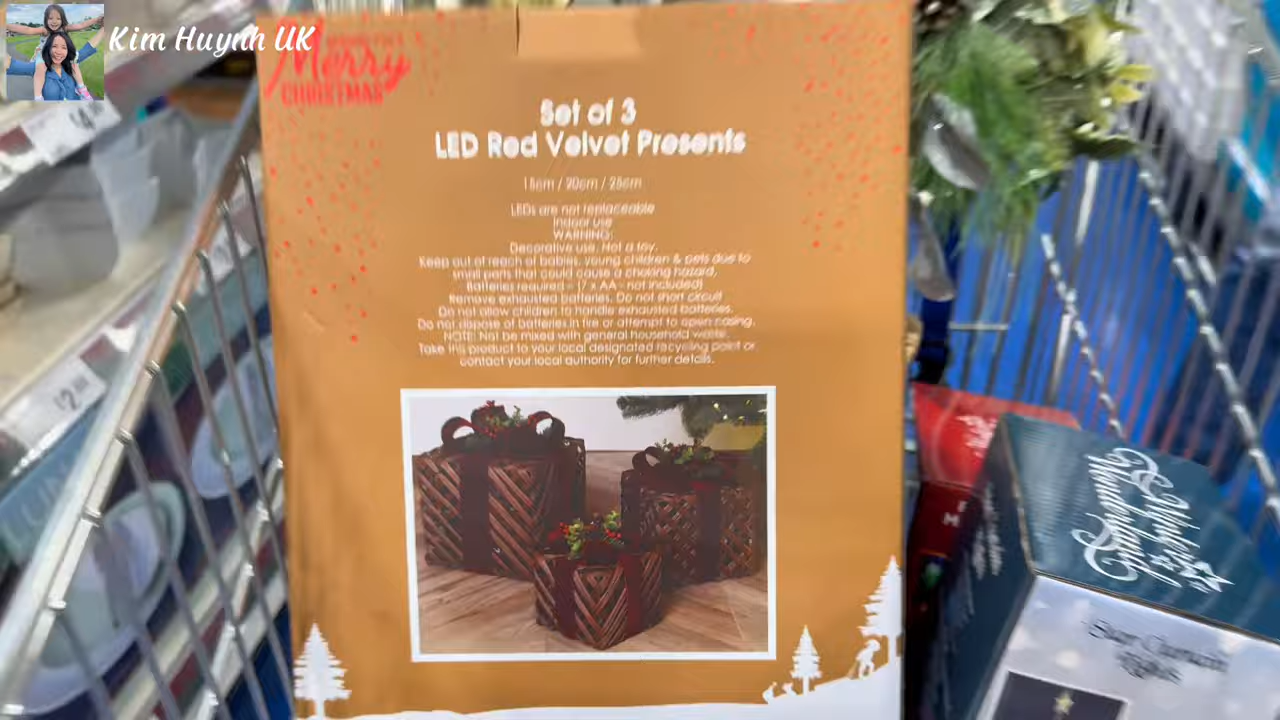 Kim Huynh UK
Merry
CHRISTMAS
Set of 3
LED Red Velvet Presents
15cm / 20cm / 25cm
LEDs are not replaceable
Indoor use
WARNING:
Decorative use. Not a toy.
Keep out of reach of babies, young children & pets due to
small parts that could cause a choking hazard.
Batteries required - (7 x AA - not included)
Remove exhausted batteries. Do not short circuit
Do not allow children to handle exhausted batteries.
Do not dispose of batteries in fire or attempt to open casing.
NOTE: Not be mixed with general household waste.
Take this product to your local designated recycling point or
contact your local authority for further details.
A Winter's
Wonderland